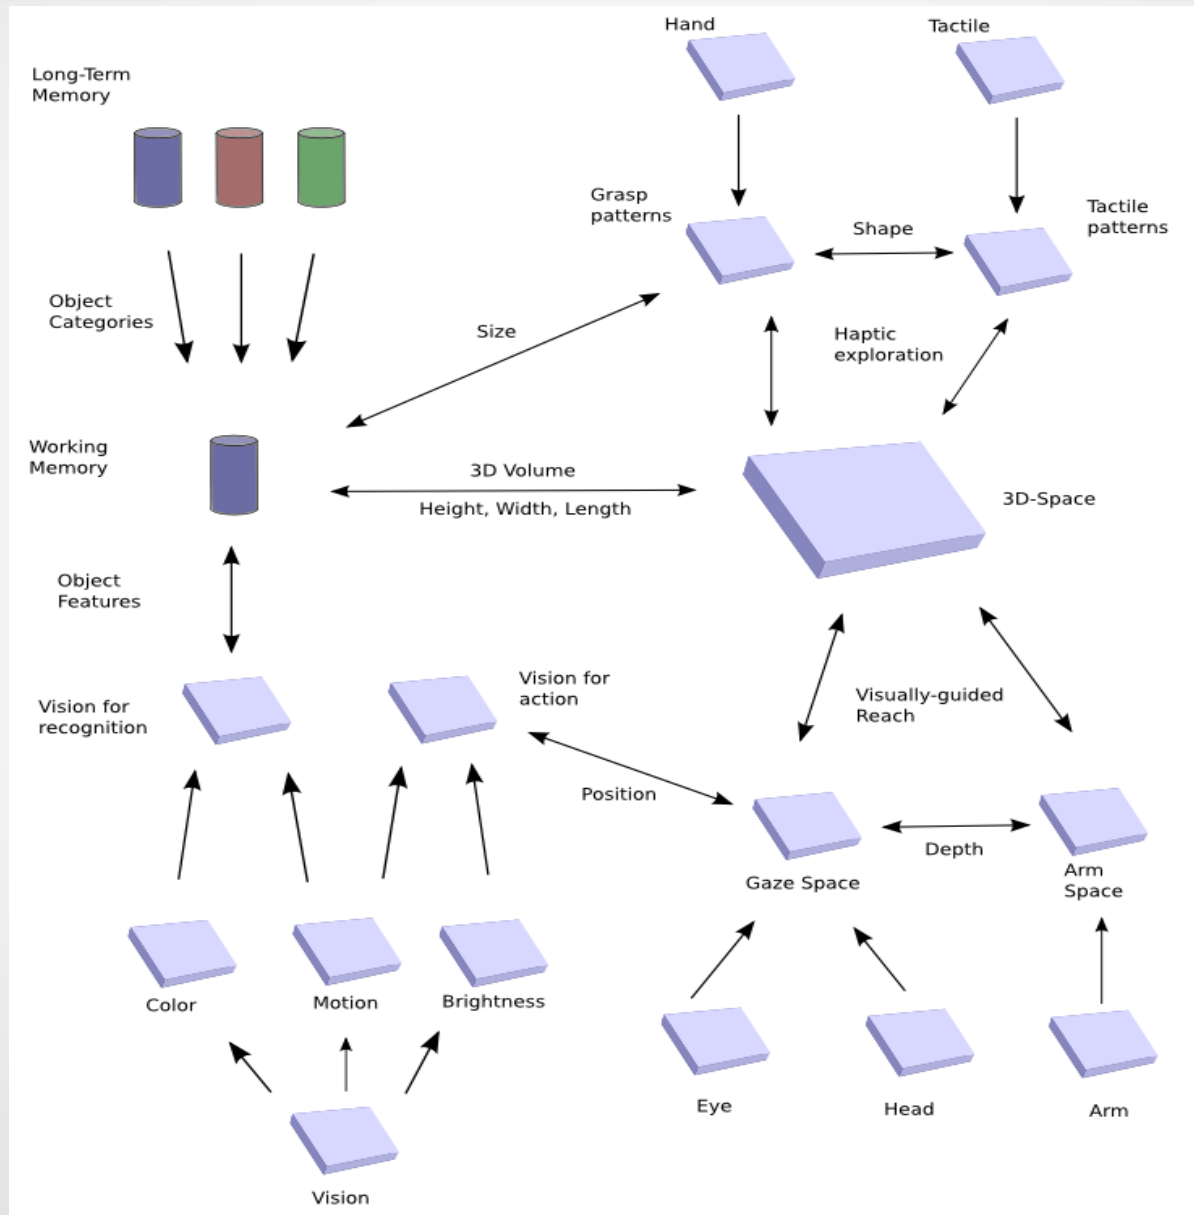 Hand
Tactile
Long-Term
Memory
Grasp
patterns
Tactile
patterns
Shape
Object
Categories
Size
Haptic
exploration
Working
Memory
3D Volume
Height, Width, Length
3D-Space
Object
Features
Vision for
recognition
Vision for
action
Visually-guided
Reach
Position
Depth
Gaze Space
Arm
Space
Color
Motion
Brightness
Eye
Head
Arm
Vision